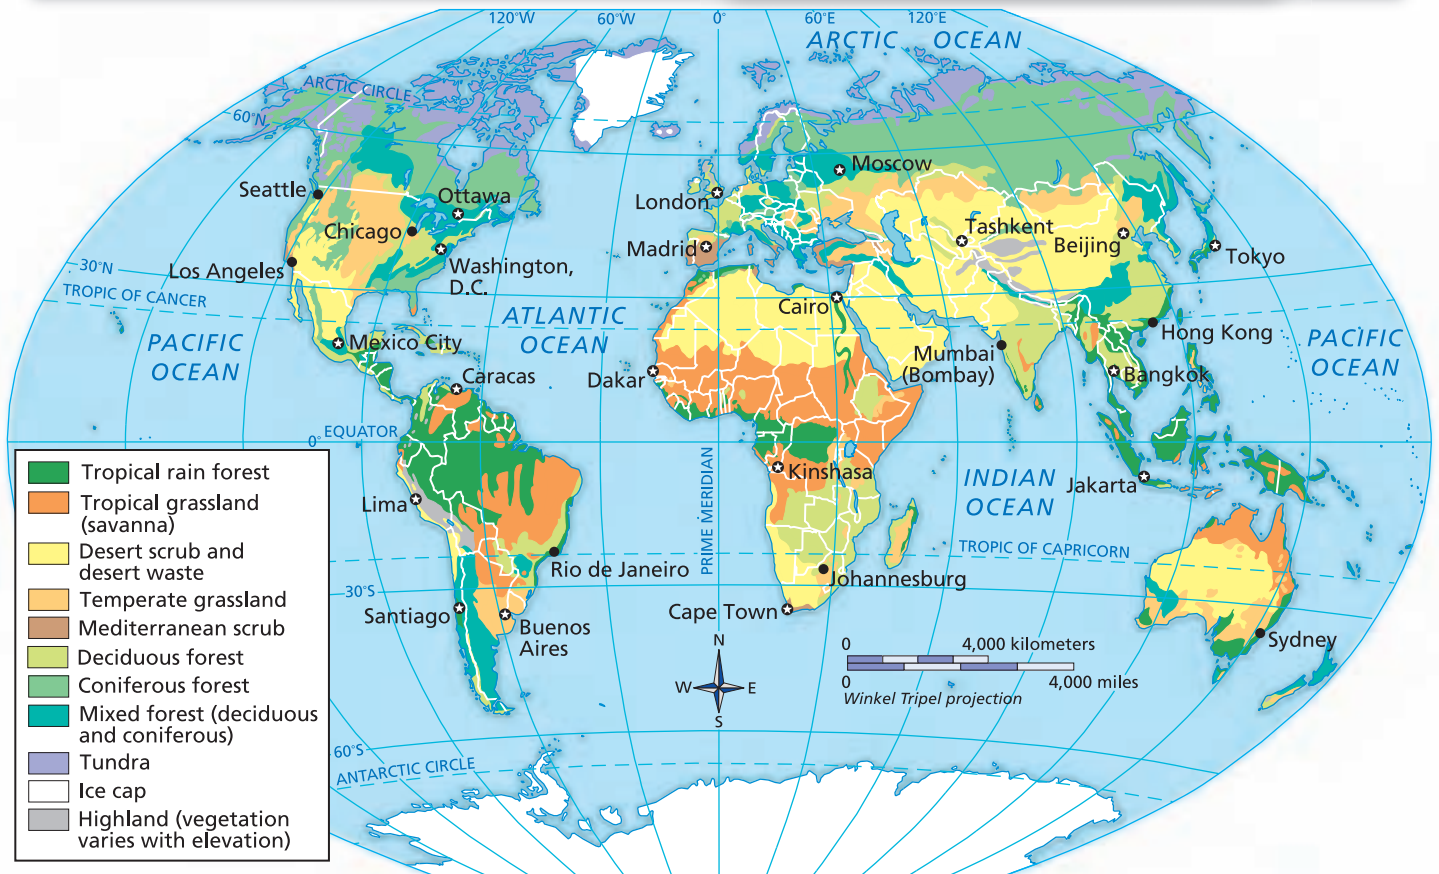 120°W
60°W
0°
60°E
120°E
ARCTIC OCEAN
ARCTIC CIRCLE
60°N
Moscow
Seattle
Ottawa
London
Chicago
Madrid
Tashkent
Beijing
Tokyo
Los Angeles
Washington,
D.C.
30°N
TROPIC OF CANCER
Cairo
ATLANTIC
OCEAN
PACIFIC
OCEAN
Mexico City
Hong Kong
PACIFIC
OCEAN
Mumbai
(Bombay)
Caracas
Dakar
Bangkok
0°
EQUATOR
PRIME MERIDIAN
Kinshasa
INDIAN
OCEAN
Jakarta
Lima
TROPIC OF CAPRICORN
Rio de Janeiro
Johannesburg
30°S
Santiago
Buenos
Aires
Cape Town
Sydney
N
W
E
S
0
4,000 kilometers
0
4,000 miles
Winkel Tripel projection
60°S
ANTARCTIC CIRCLE
Tropical rain forest
Tropical grassland
(savanna)
Desert scrub and
desert waste
Temperate grassland
Mediterranean scrub
Deciduous forest
Coniferous forest
Mixed forest (deciduous
and coniferous)
Tundra
Ice cap
Highland (vegetation
varies with elevation)